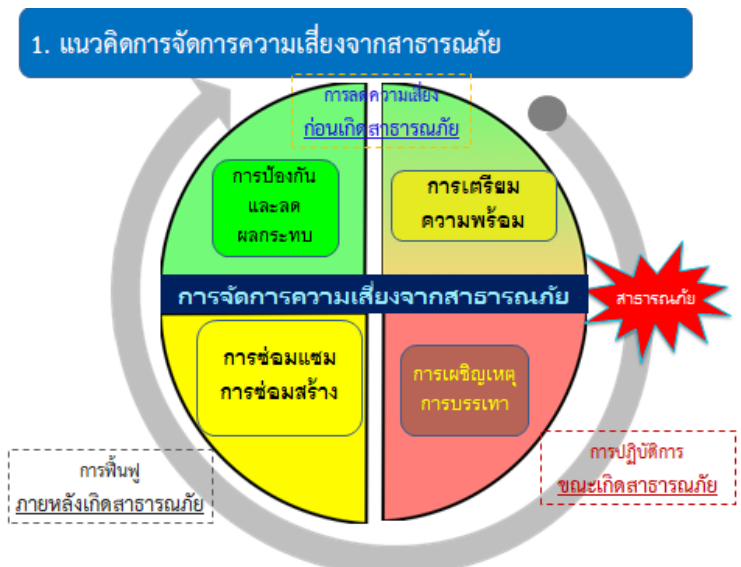 1. แนวคิดการจัดการความเสี่ยงจากสาธารณภัย
การลดความเสี่ยง
ก่อนเกิดสาธารณภัย
การป้องกัน
และลด
ผลกระทบ
การเตรียม
ความพร้อม
การจัดการความเสี่ยงจากสาธารณภัย
สาธารณภัย
การซ่อมแซม
การซ่อมสร้าง
การเผชิญเหตุ
การบรรเทา
การฟื้นฟู
ภายหลังเกิดสาธารณภัย
การปฏิบัติการ
ขณะเกิดสาธารณภัย